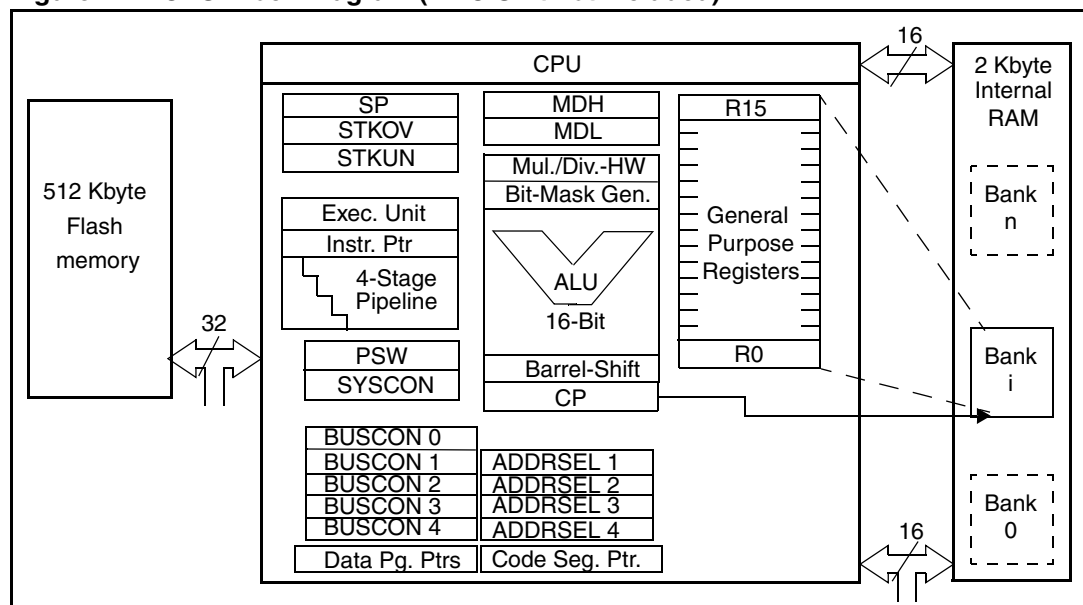 512 Kbyte
Flash
memory
32
CPU
SP
STKOV
STKUN
Exec. Unit
Instr. Ptr
4-Stage
Pipeline
PSW
SYSCON
MDH
MDL
Mul./Div.-HW
Bit-Mask Gen.
ALU
16-Bit
Barrel-Shift
CP
R15
General
Purpose
Registers
R0
BUSCON 0
BUSCON 1
BUSCON 2
BUSCON 3
BUSCON 4
ADDRSEL 1
ADDRSEL 2
ADDRSEL 3
ADDRSEL 4
Data Pg. Ptrs
Code Seg. Ptr.
16
2 Kbyte
Internal
RAM
Bank
n
Bank
i
Bank
0
16